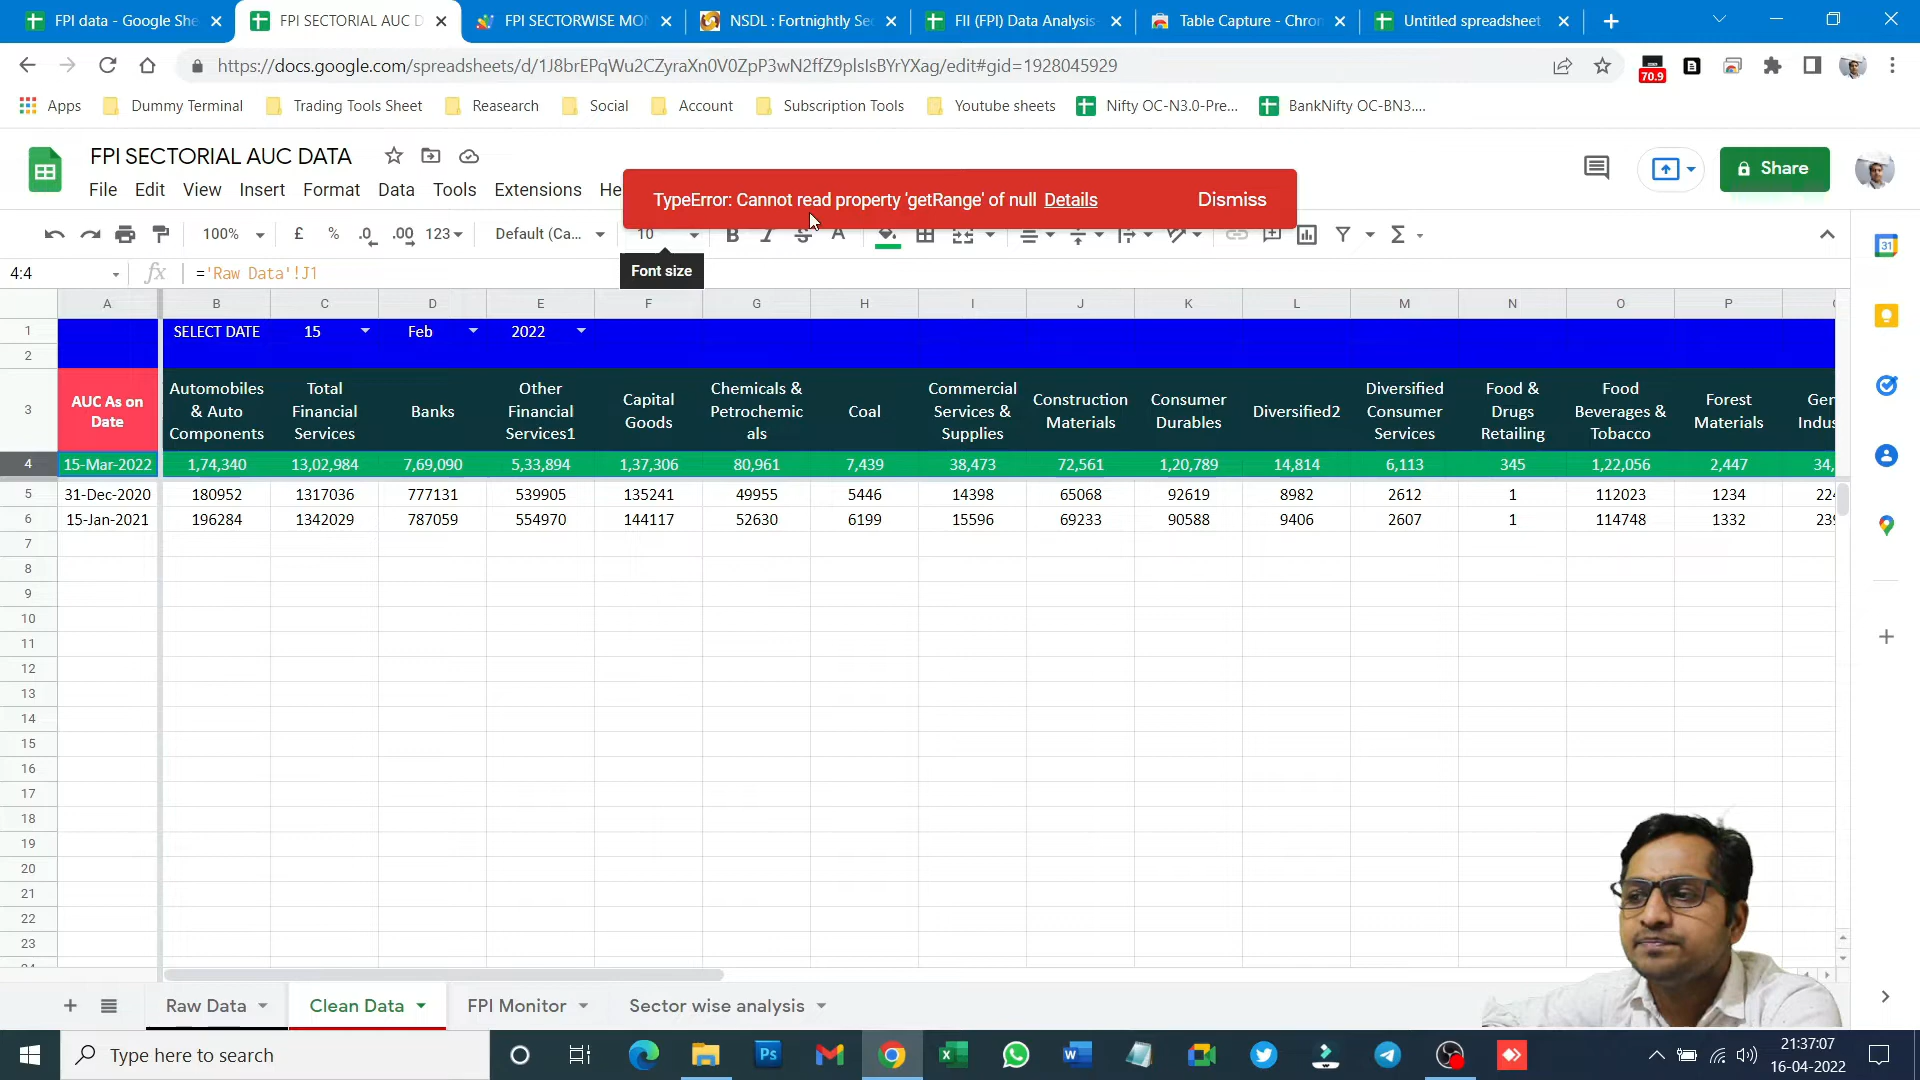 FPI data - Google She
FPI SECTORIAL AUC D
FPI SECTORWISE MON
NSDL : Fortnightly Se
FII (FPI) Data Analysis-
Table Capture - Chron
Untitled spreadsheet
https://docs.google.com/spreadsheets/d/1J8brEPqWu2CZyraXn0V0ZpP3wN2ffZ9plsIsBYrYXag/edit#gid=1928045929
70.9
Apps
Dummy Terminal
Trading Tools Sheet
Reasearch
Social
Account
Subscription Tools
Youtube sheets
Nifty OC-N3.0-Pre...
BankNifty OC-BN3....
FPI SECTORIAL AUC DATA
Share
File Edit View Insert Format Data Tools Extensions He
TypeError: Cannot read property 'getRange' of null Details Dismiss
100% £ % .0 .00 123 Default (Ca... 10 B I S A
Font size
4:4 fx ='Raw Data'!J1
A B C D E F G H I J K L M N O P
1 SELECT DATE 15 Feb 2022
2
3 AUC As on Date Automobiles & Auto Components Total Financial Services Banks Other Financial Services1 Capital Goods Chemicals & Petrochemicals Coal Commercial Services & Supplies Construction Materials Consumer Durables Diversified2 Diversified Consumer Services Food & Drugs Retailing Food Beverages & Tobacco Forest Materials Gen Indus
4 15-Mar-2022 1,74,340 13,02,984 7,69,090 5,33,894 1,37,306 80,961 7,439 38,473 72,561 1,20,789 14,814 6,113 345 1,22,056 2,447 34,
5 31-Dec-2020 180952 1317036 777131 539905 135241 49955 5446 14398 65068 92619 8982 2612 1 112023 1234 224
6 15-Jan-2021 196284 1342029 787059 554970 144117 52630 6199 15596 69233 90588 9406 2607 1 114748 1332 239
7
8
9
10
11
12
13
14
15
16
17
18
19
20
21
22
23
24
Raw Data
Clean Data
FPI Monitor
Sector wise analysis
31
Type here to search
Ps
21:37:07
16-04-2022